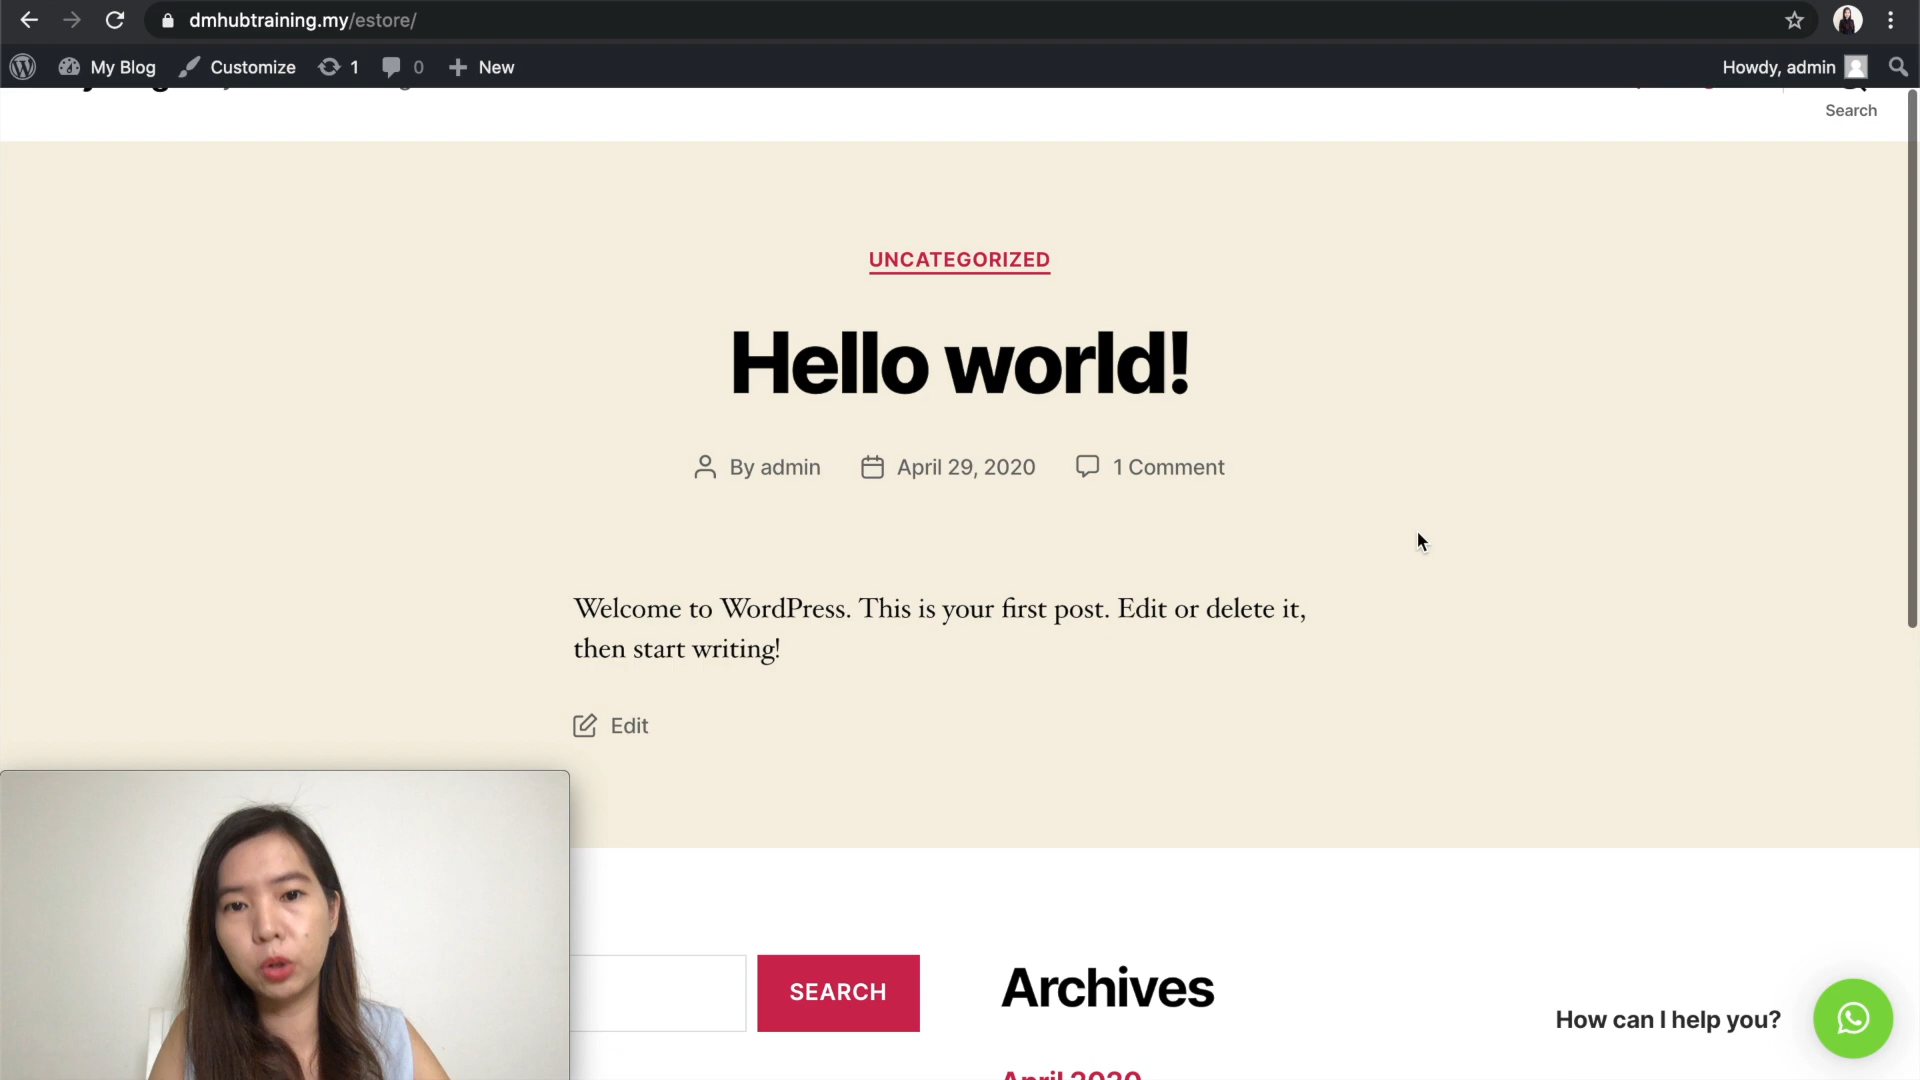 dmhubtraining.my/estore/
My Blog Customize 1 0 New Howdy, admin
Search
UNCATEGORIZED
Hello world!
By admin April 29, 2020 1 Comment
Welcome to WordPress. This is your first post. Edit or delete it,
then start writing!
Edit
SEARCH
Archives
How can I help you?
April 2020